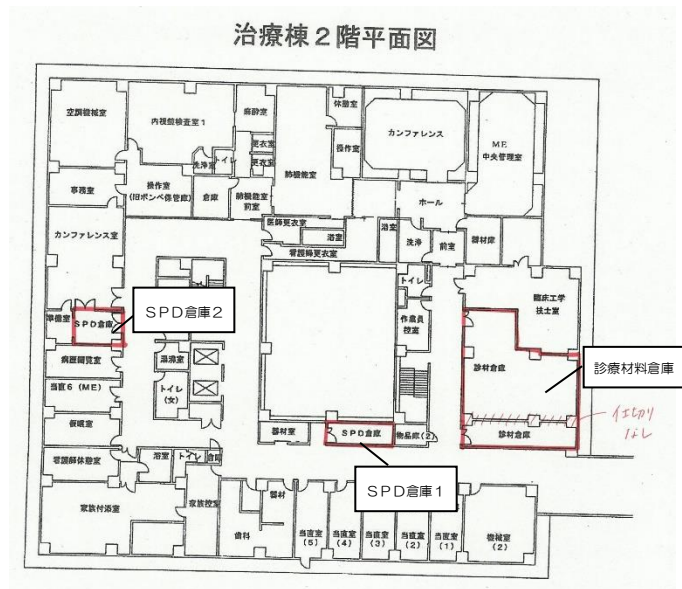 治療棟２階平面図
空調機械室
内視鏡検査室１
麻酔室
休憩室
カンファレンス
ＭＥ
中央管理室
更衣室
操作室
洗浄室
トイレ
更衣室
肺機能室
事務室
操作室
(旧ボンベ保管庫)
倉庫
肺機能室
前室
ホール
カンファレンス室
医師更衣室
浴室
浴室
洗浄
前室
器材庫
看護婦更衣室
トイレ
臨床工学
技士室
作業員
控室
準備室
ＳＰＤ倉庫
ＳＰＤ倉庫２
病歴閲覧室
湯沸室
診材倉庫
診療材料倉庫
当直６（ＭＥ）
トイレ
(女)
仮眠室
仕切り
なし
器材室
ＳＰＤ倉庫
物品庫(2)
診材倉庫
看護師休憩室
浴室
トイレ
倉庫
ＳＰＤ倉庫１
家族付添室
家族控室
器材
歯科
当直室
(5)
当直室
(4)
当直室
(3)
当直室
(2)
当直室
(1)
機械室
(2)